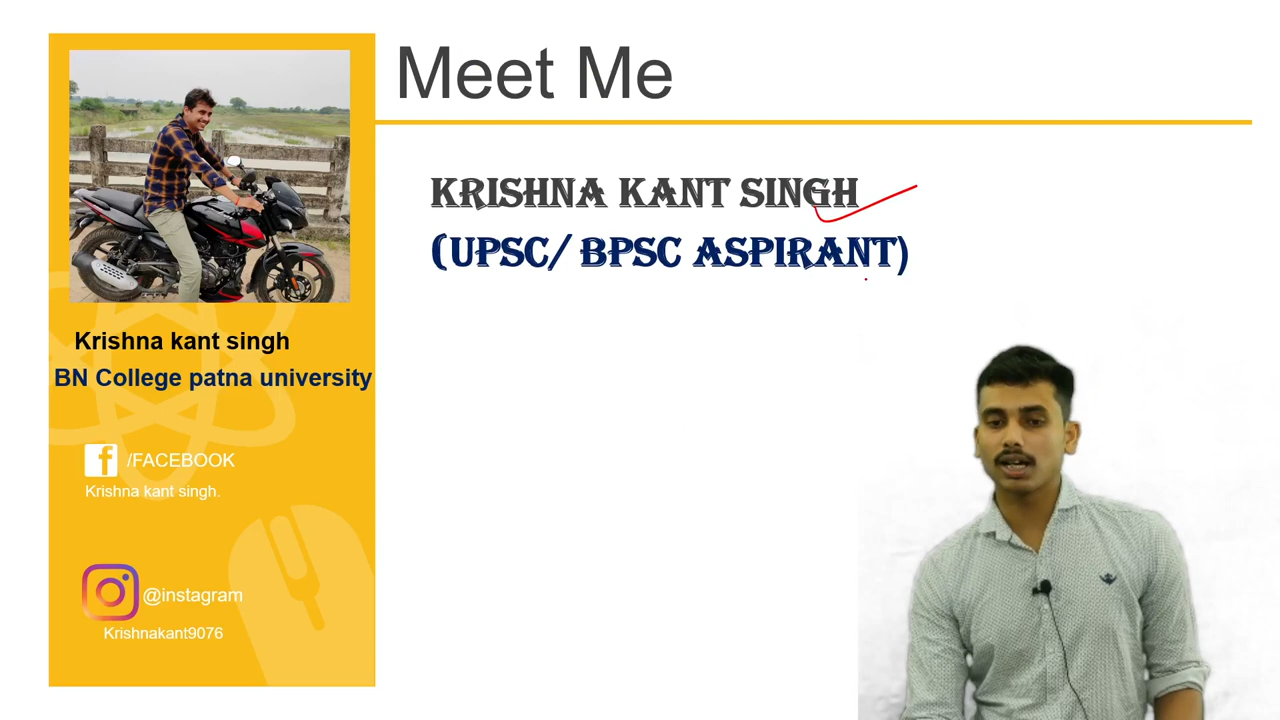 Meet Me
KRISHNA KANT SINGH
(UPSC/ BPSC ASPIRANT)
Krishna kant singh
BN College patna university
f /FACEBOOK
Krishna kant singh.
@instagram
Krishnakant9076